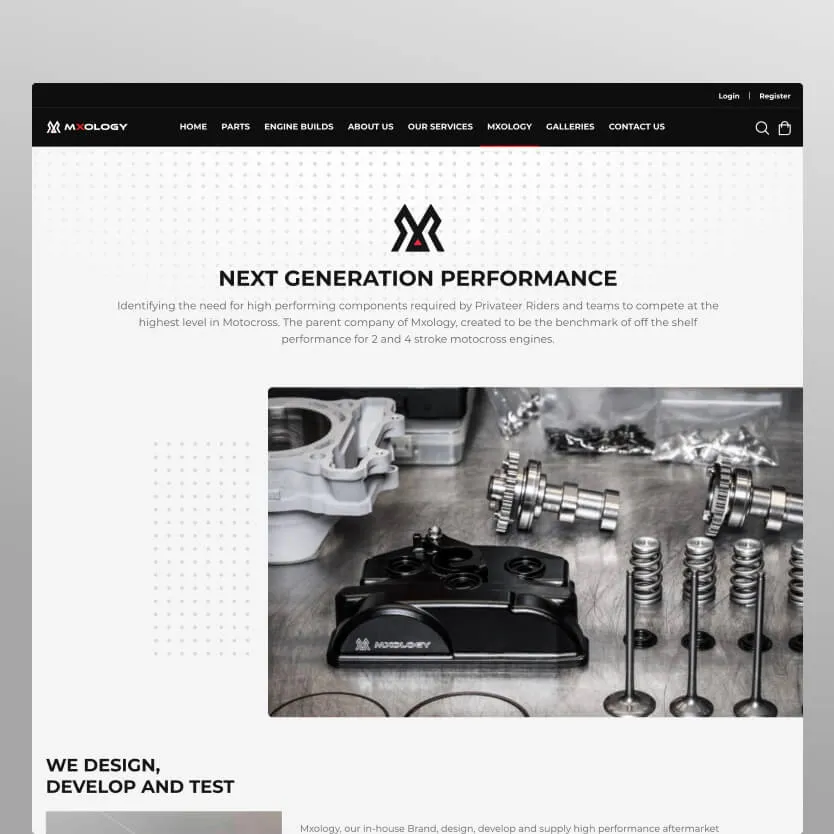 Login | Register
MXOLOGY HOME PARTS ENGINE BUILDS ABOUT US OUR SERVICES MXOLOGY GALLERIES CONTACT US
NEXT GENERATION PERFORMANCE
Identifying the need for high performing components required by Privateer Riders and teams to compete at the
highest level in Motocross. The parent company of Mxology, created to be the benchmark of off the shelf
performance for 2 and 4 stroke motocross engines.
MXOLOGY
WE DESIGN,
DEVELOP AND TEST
Mxology, our in-house Brand, design, develop and supply high performance aftermarket